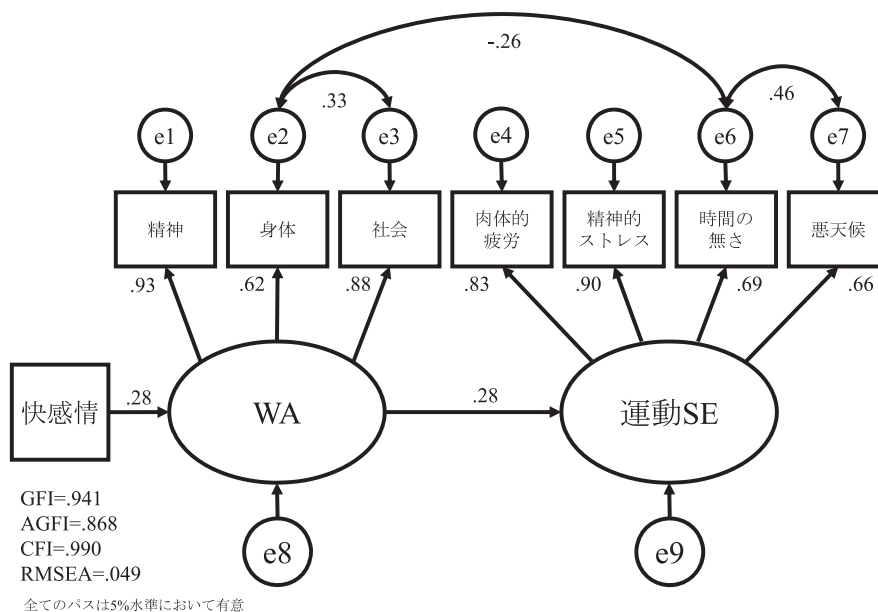 -.26
.33
.46
e1
e2
e3
e4
e5
e6
e7
精神
身体
社会
肉体的
疲労
精神的
ストレス
時間の
無さ
悪天候
.93
.62
.88
.83
.90
.69
.66
快感情
.28
WA
.28
運動SE
GFI=.941
AGFI=.868
CFI=.990
RMSEA=.049
e8
e9
全てのパスは5%水準において有意